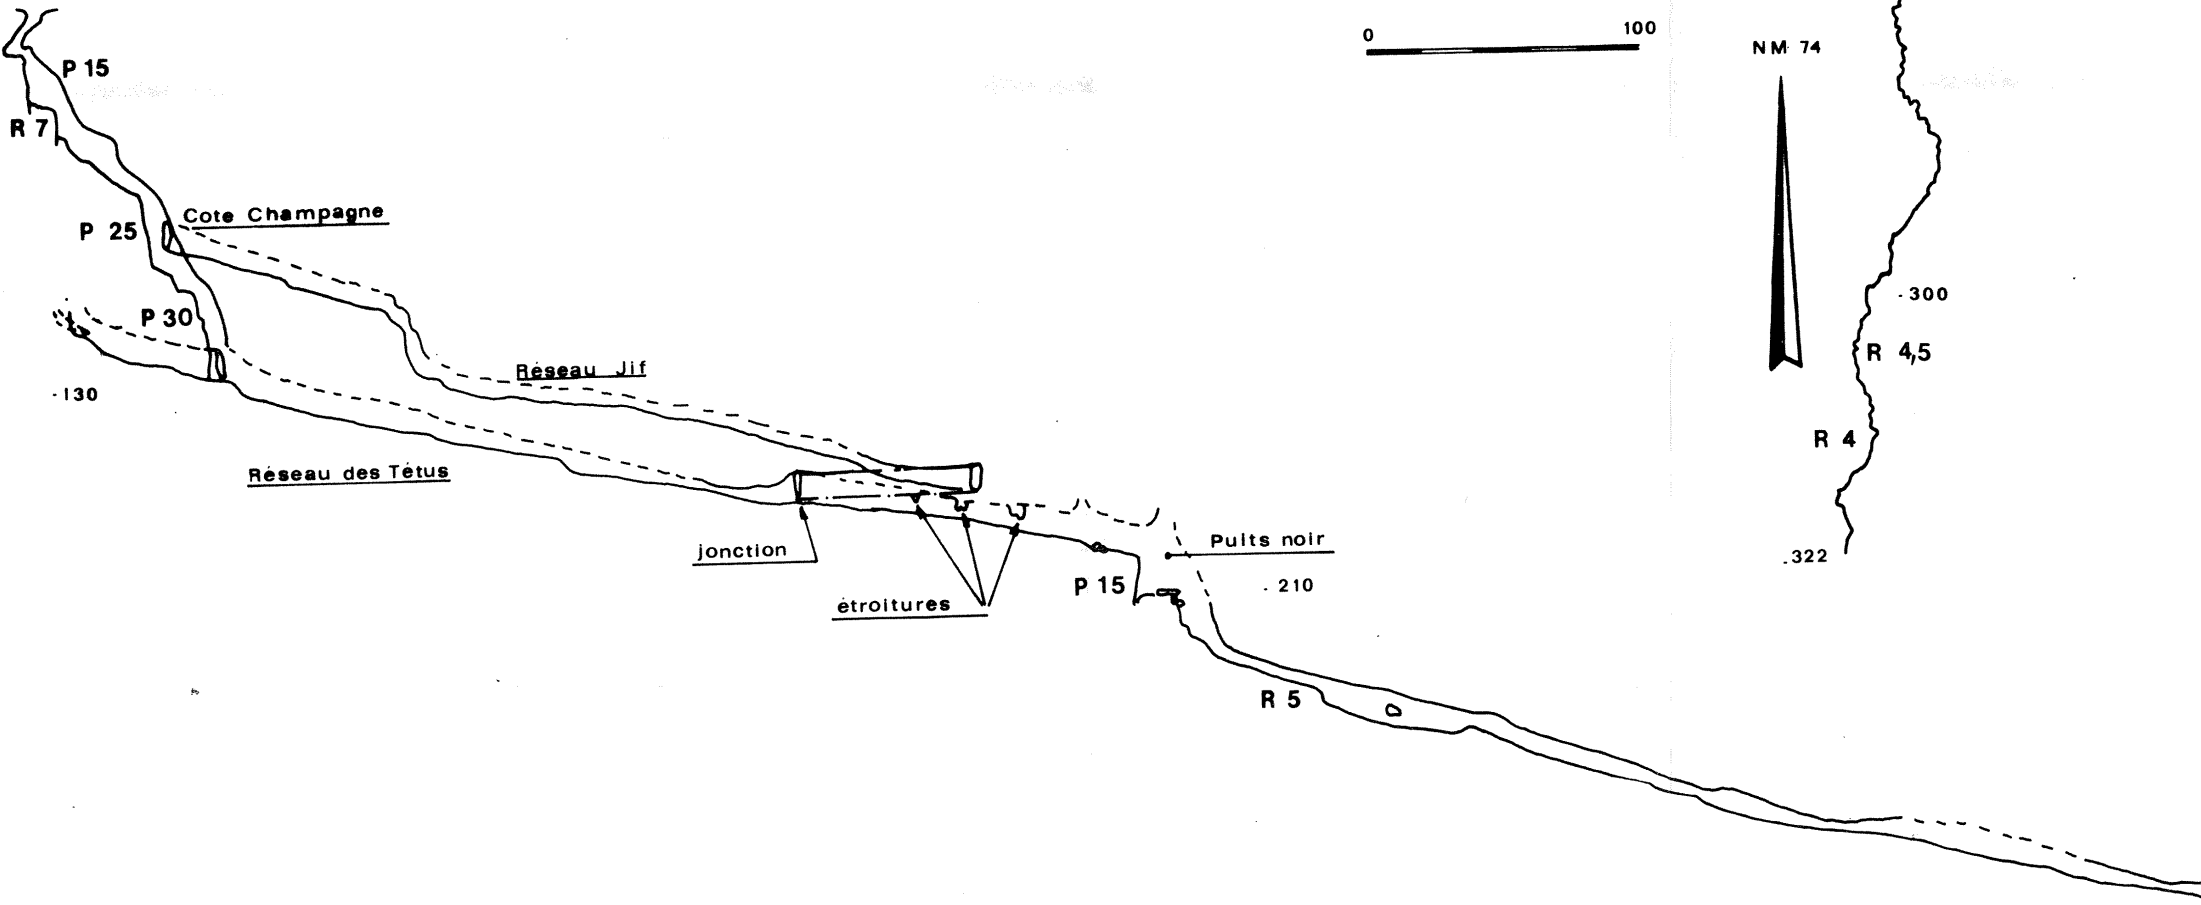 0 100
NM 74
P 15
R 7
Cote Champagne
P 25
.300
P 30
R 4,5
Réseau Jif
.130
R 4
Réseau des Tétus
jonction
Puits noir
.322
P 15
.210
étroitures
R 5